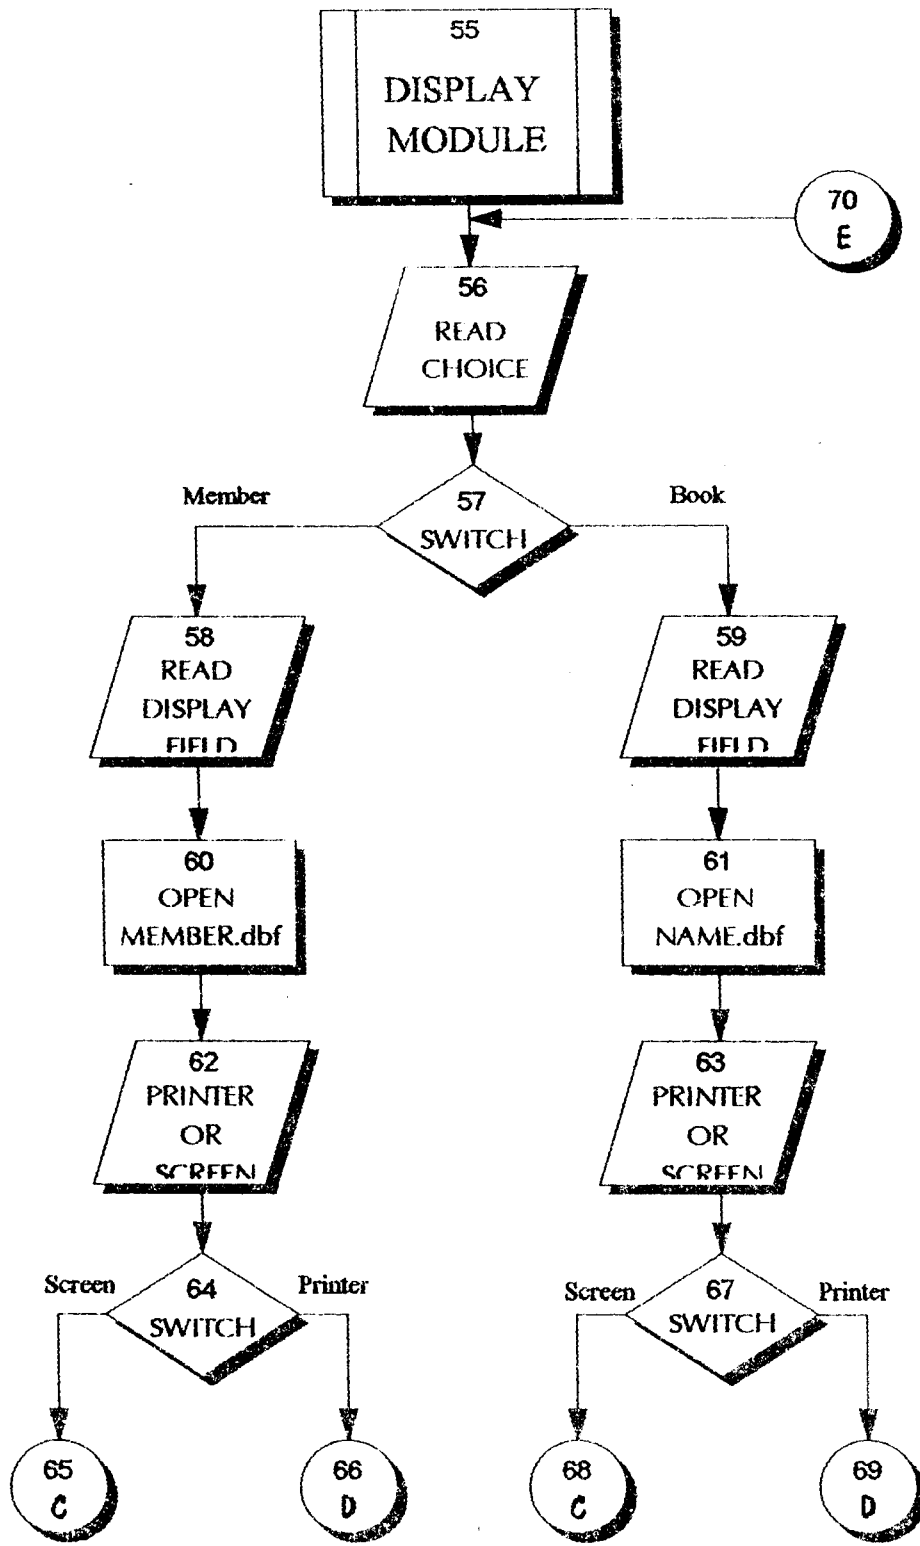 55
DISPLAY
MODULE
70
E
56
READ
CHOICE
Member
57
SWITCH
Book
58
READ
DISPLAY
FIELD
59
READ
DISPLAY
FIELD
60
OPEN
MEMBER.dbf
61
OPEN
NAME.dbf
62
PRINTER
OR
SCREEN
63
PRINTER
OR
SCREEN
Screen
64
SWITCH
Printer
Screen
67
SWITCH
Printer
65
C
66
D
68
C
69
D